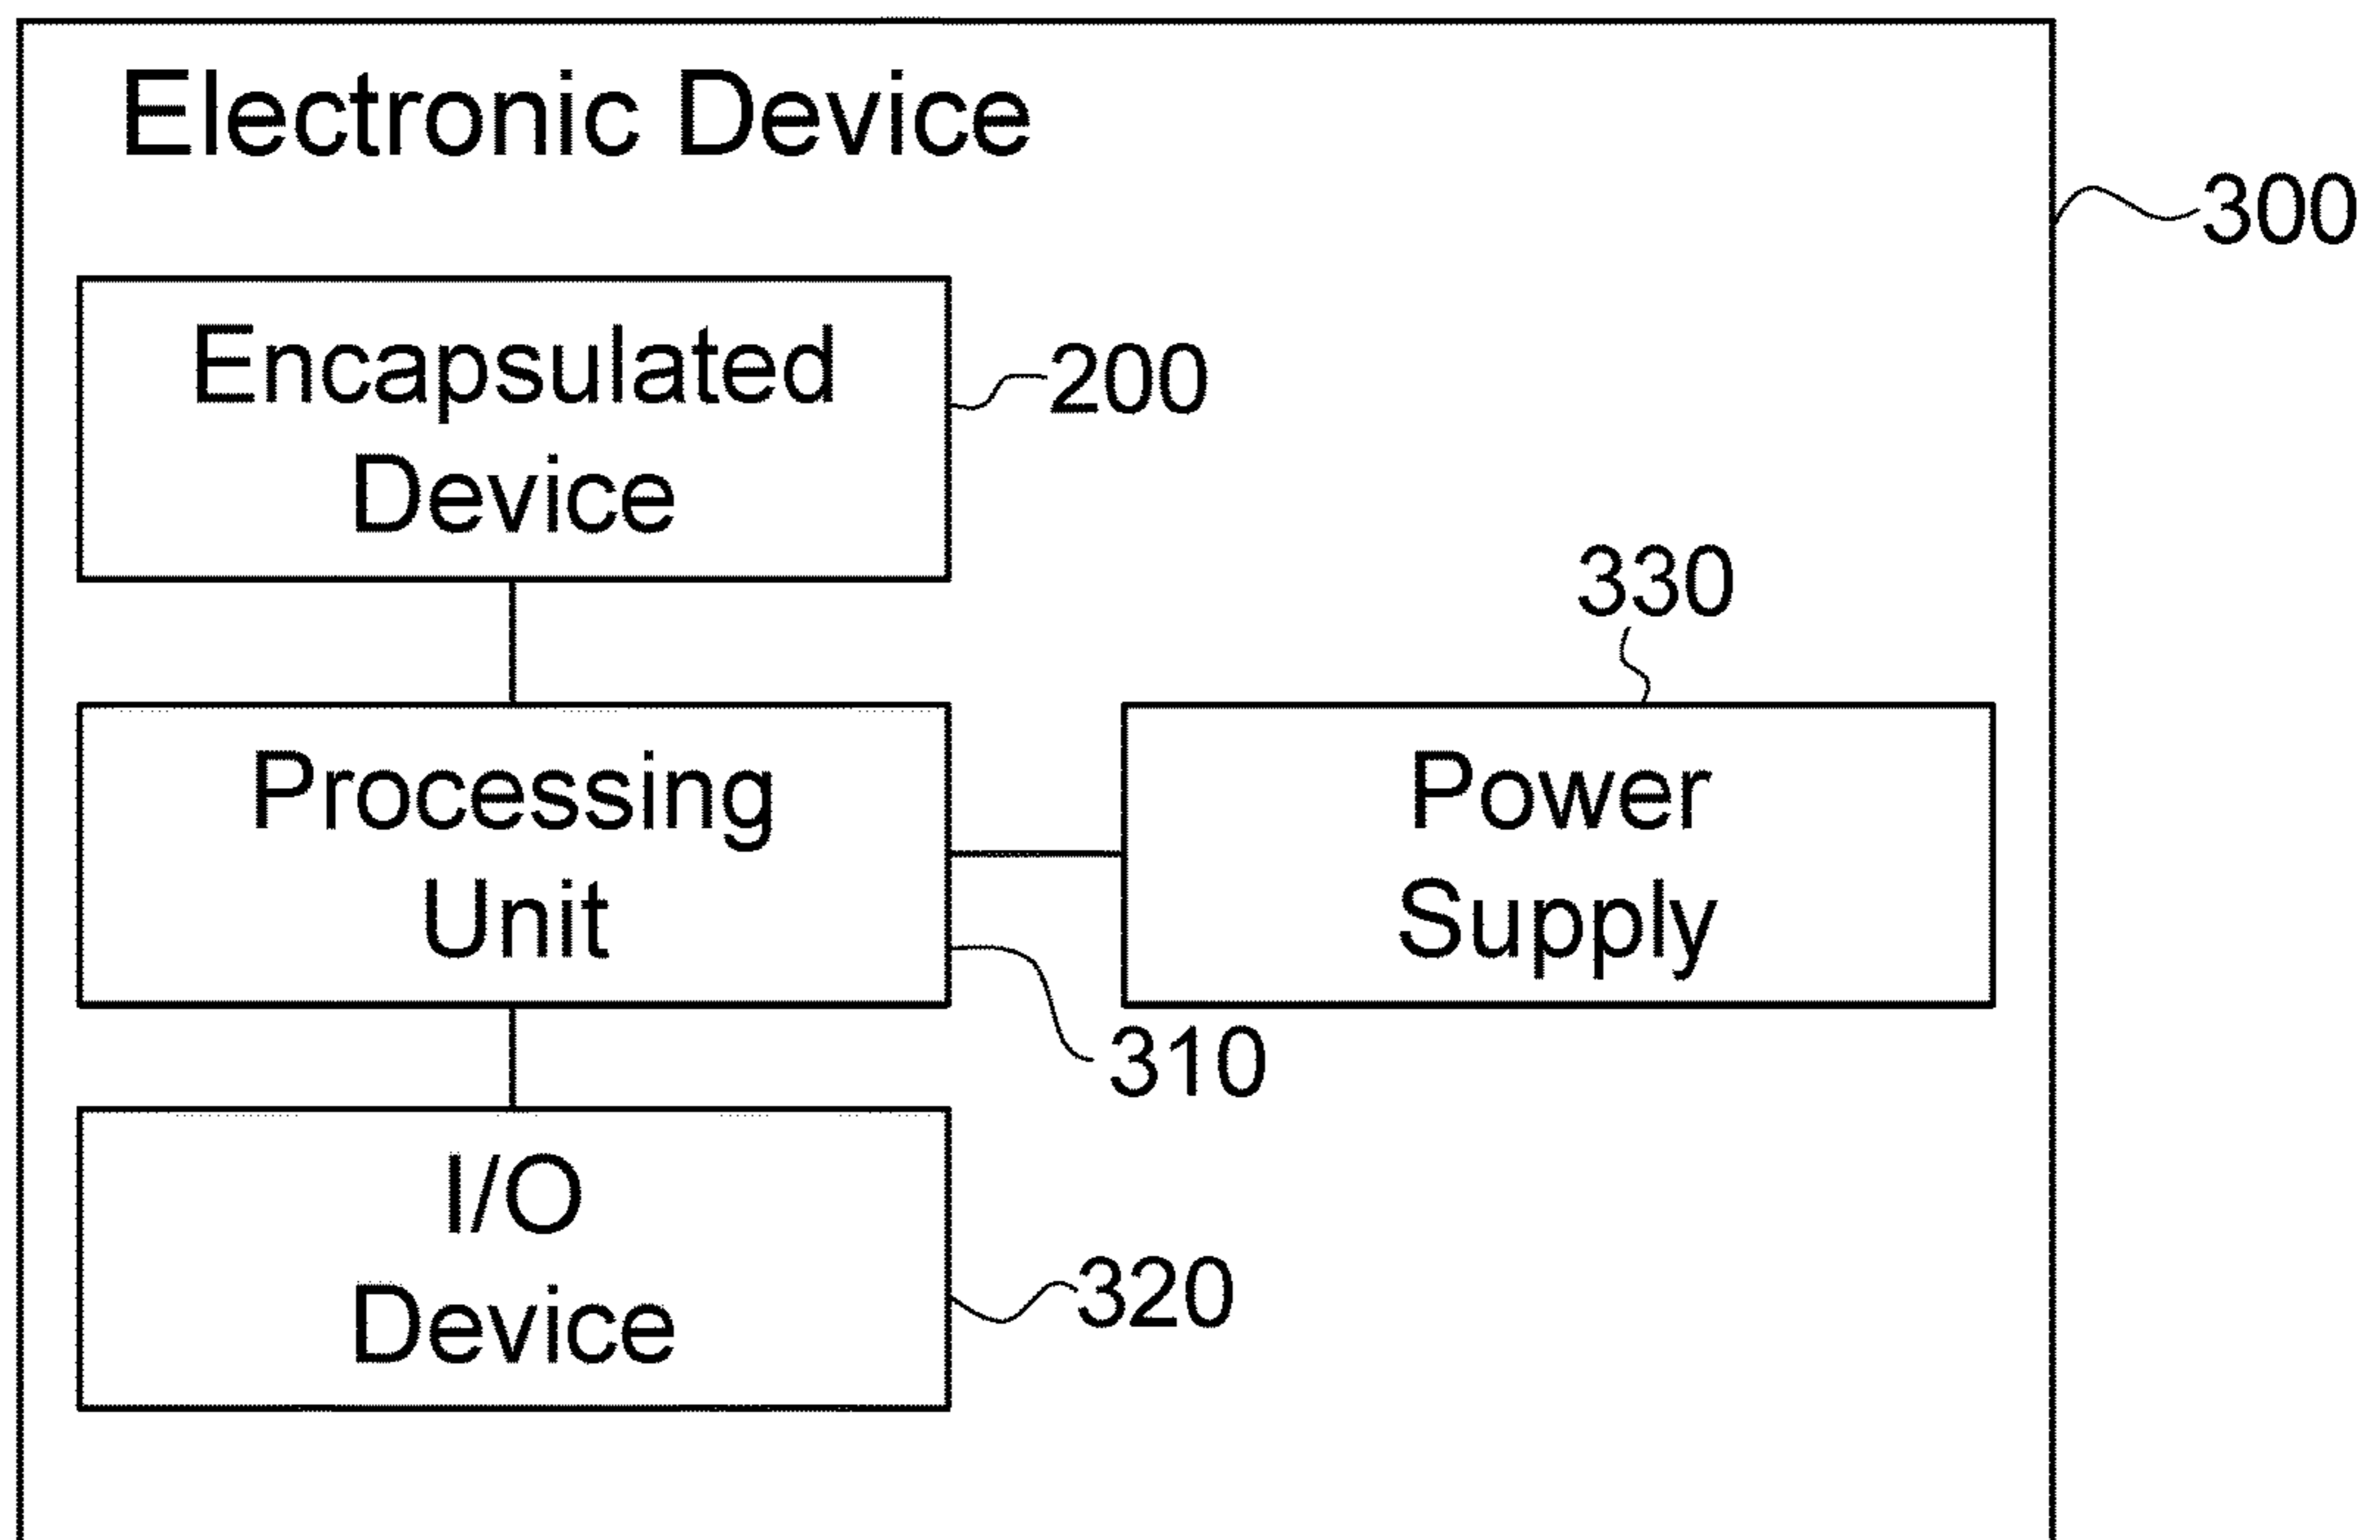 Electronic Device
300
Encapsulated
Device
200
330
Processing
Unit
Power
Supply
310
I/O
Device
320